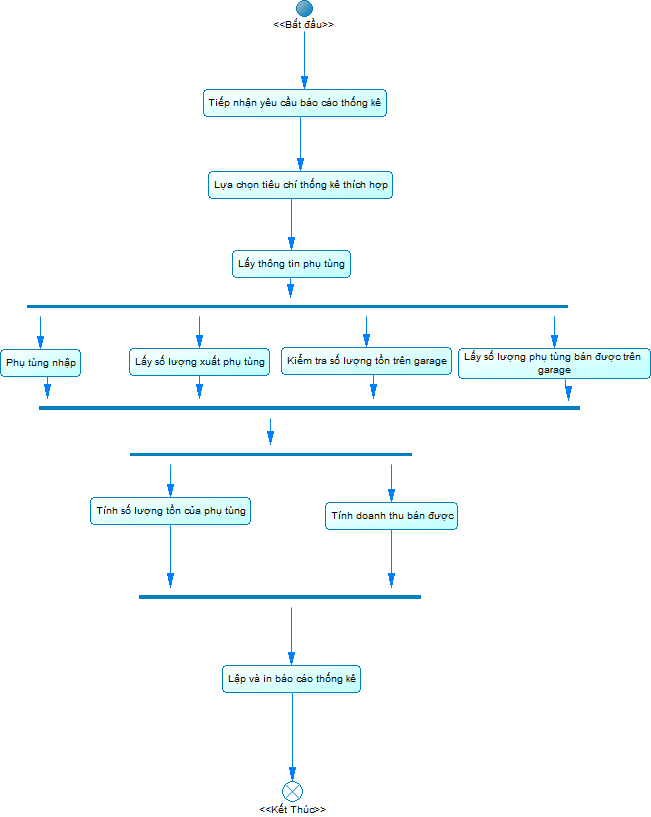 <<Bắt đầu>>
Tiếp nhận yêu cầu báo cáo thống kê
Lựa chọn tiêu chí thống kê thích hợp
Lấy thông tin phụ tùng
Phụ tùng nhập
Lấy số lượng xuất phụ tùng
Kiểm tra số lượng tồn trên garage
Lấy số lượng phụ tùng bán được trên
garage
Tính số lượng tồn của phụ tùng
Tính doanh thu bán được
Lập và in báo cáo thống kê
<<Kết Thúc>>